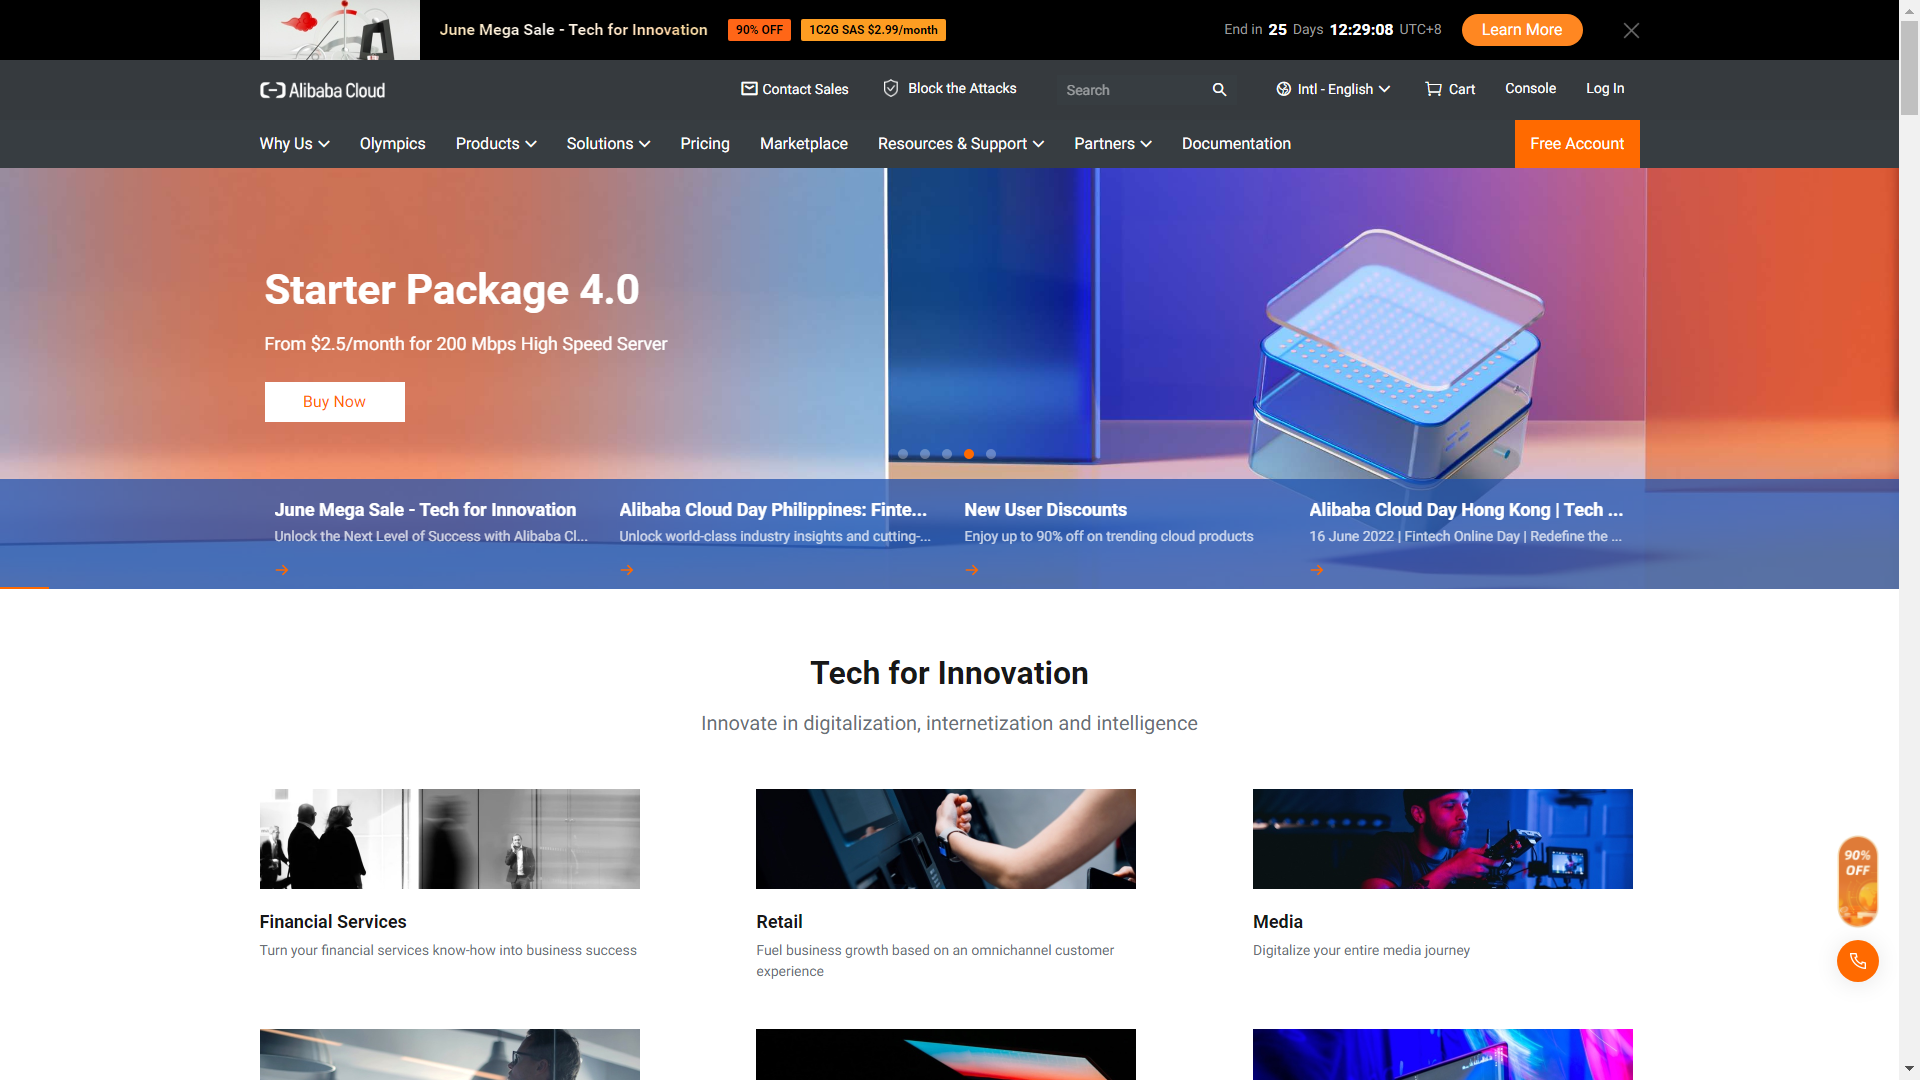 June Mega Sale - Tech for Innovation
90% OFF
1C2G SAS $2.99/month
End in 25 Days 12:29:08 UTC+8
Learn More
Alibaba Cloud
Contact Sales
Block the Attacks
Search
Intl - English
Cart
Console
Log In
Why Us
Olympics
Products
Solutions
Pricing
Marketplace
Resources & Support
Partners
Documentation
Free Account
Starter Package 4.0
From $2.5/month for 200 Mbps High Speed Server
Buy Now
June Mega Sale - Tech for Innovation
Unlock the Next Level of Success with Alibaba Cl...
Alibaba Cloud Day Philippines: Finte...
Unlock world-class industry insights and cutting-...
New User Discounts
Enjoy up to 90% off on trending cloud products
Alibaba Cloud Day Hong Kong | Tech ...
16 June 2022 | Fintech Online Day | Redefine the ...
Tech for Innovation
Innovate in digitalization, internetization and intelligence
Financial Services
Turn your financial services know-how into business success
Retail
Fuel business growth based on an omnichannel customer
experience
Media
Digitalize your entire media journey
90%
OFF